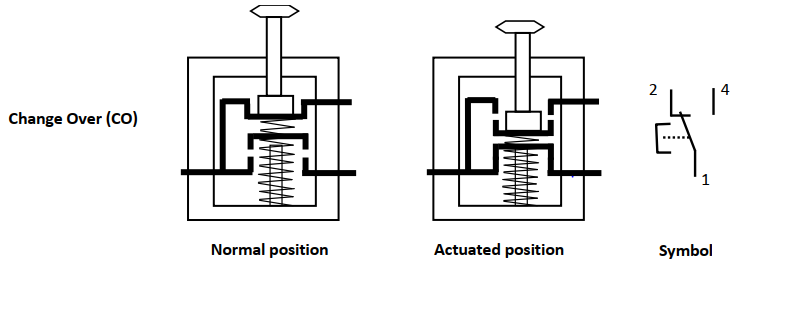 Change Over (CO)
2
4
1
Normal position
Actuated position
Symbol